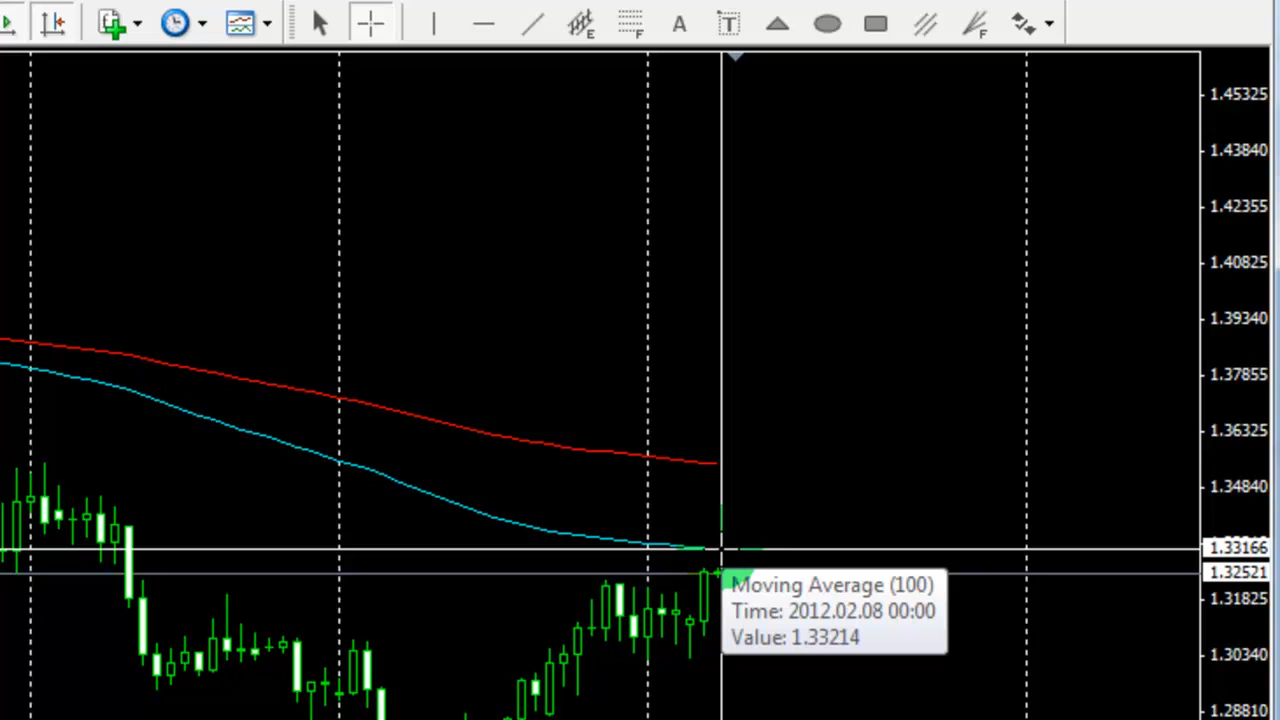 E
F
A
T
F
1.45325
1.43840
1.42355
1.40825
1.39340
1.37855
1.36325
1.34840
1.33166
1.32521
Moving Average (100)
Time: 2012.02.08 00:00
Value: 1.33214
1.31825
1.30340
1.28810